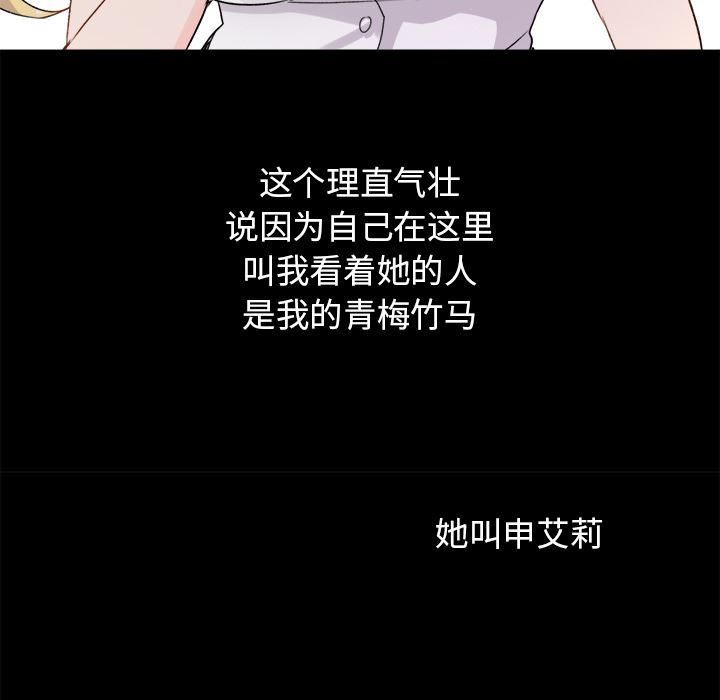 这个理直气壮
说因为自己在这里
叫我看着她的人
是我的青梅竹马
她叫申艾莉